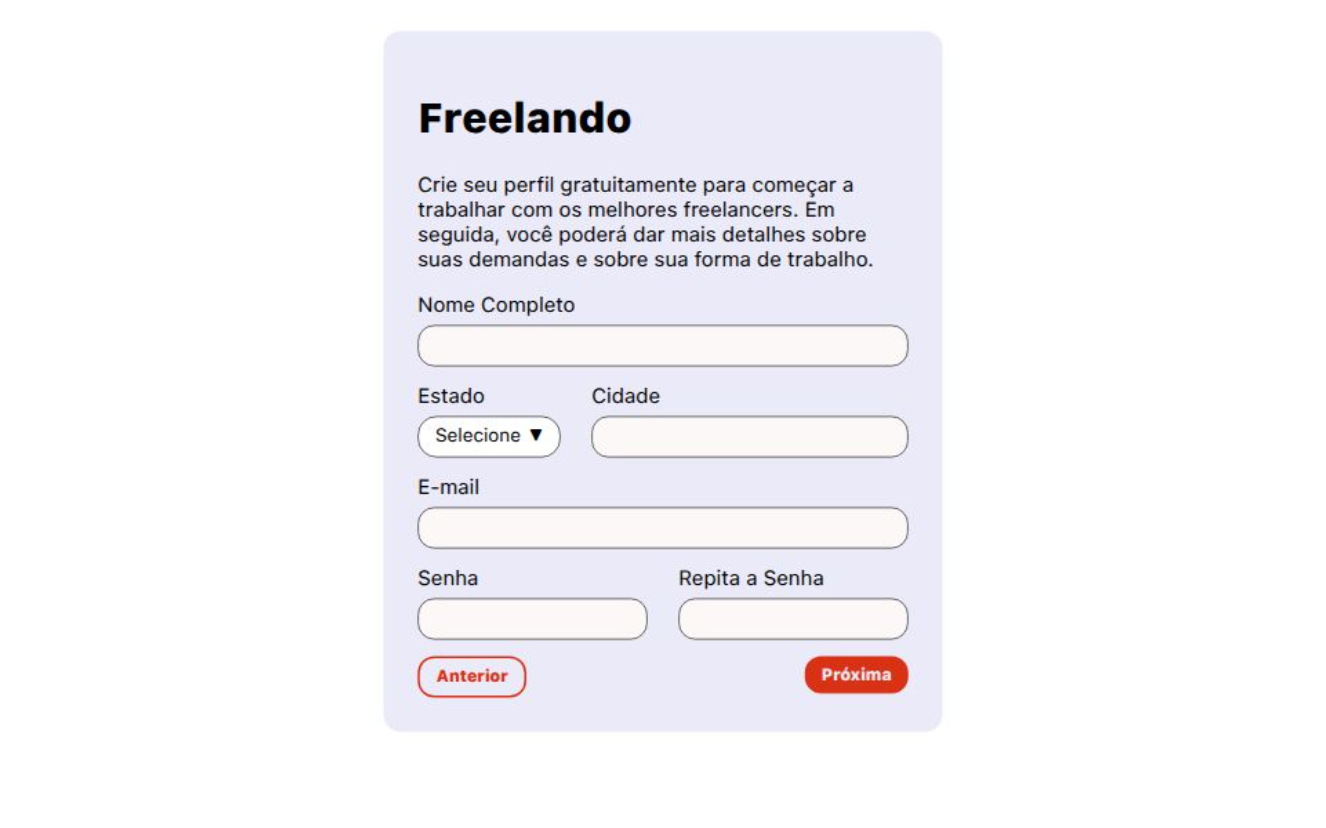 Freelando
Crie seu perfil gratuitamente para começar a
trabalhar com os melhores freelancers. Em
seguida, você poderá dar mais detalhes sobre
suas demandas e sobre sua forma de trabalho.
Nome Completo
Estado Cidade
Selecione ▼
E-mail
Senha Repita a Senha
Anterior Próxima